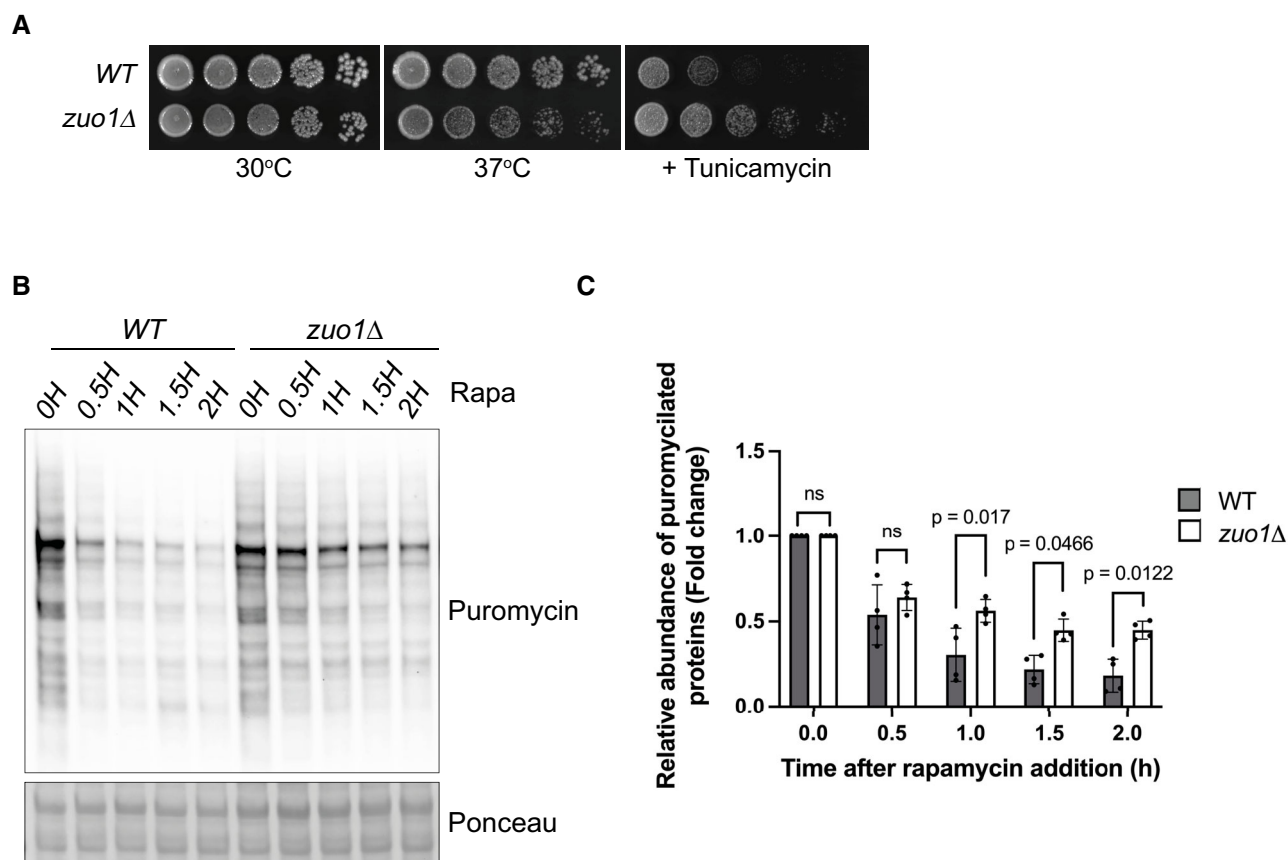 A
WT
zuo1Δ
30°C
37°C
+ Tunicamycin
B
WT
zuo1Δ
0H
0.5H
1H
1.5H
2H
0H
0.5H
1H
1.5H
2H
Rapa
Puromycin
Ponceau
C
Relative abundance of puromycilated
proteins (Fold change)
1.5
1.0
0.5
0.0
ns
ns
p = 0.017
p = 0.0466
p = 0.0122
WT
zuo1Δ
0.0
0.5
1.0
1.5
2.0
Time after rapamycin addition (h)